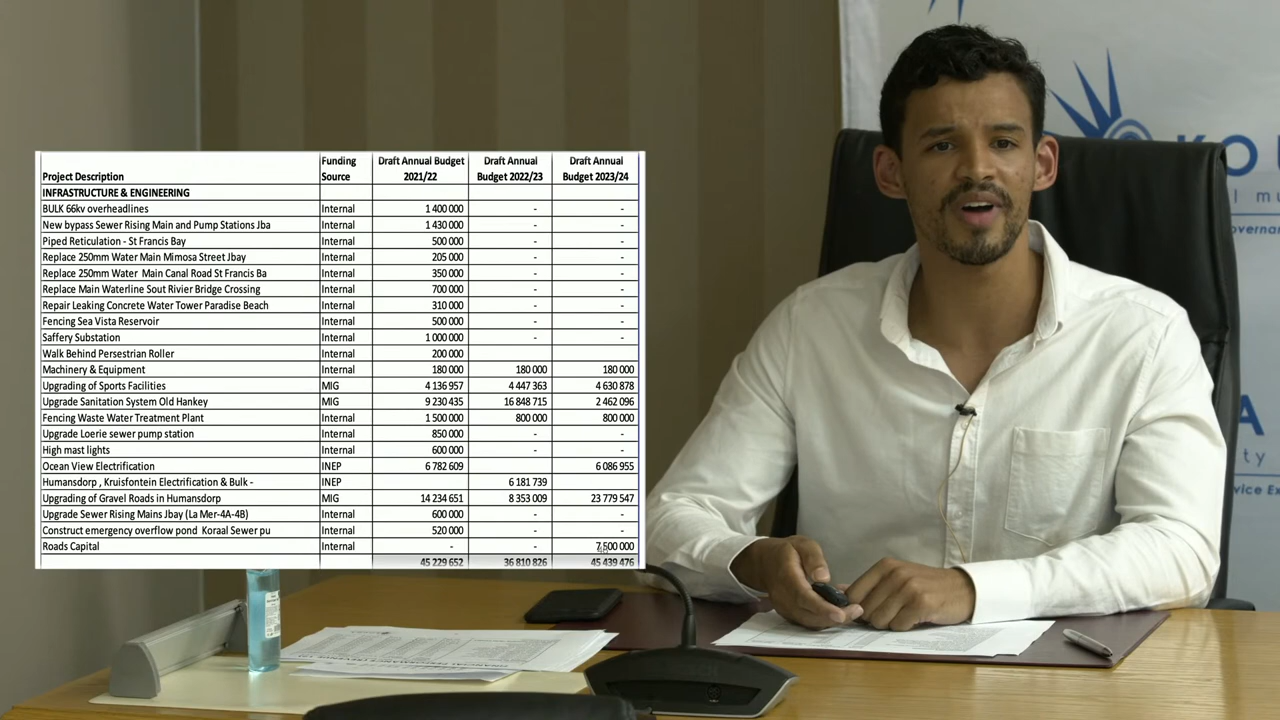 Project Description Funding Source Draft Annual Budget 2021/22 Draft Annual Budget 2022/23 Draft Annual Budget 2023/24
INFRASTRUCTURE & ENGINEERING
BULK 66kv overheadlines Internal 1 400 000 - -
New bypass Sewer Rising Main and Pump Stations Jba Internal 1 430 000 - -
Piped Reticulation - St Francis Bay Internal 500 000 - -
Replace 250mm Water Main Mimosa Street Jbay Internal 205 000 - -
Replace 250mm Water Main Canal Road St Francis Ba Internal 350 000 - -
Replace Main Waterline Sout Rivier Bridge Crossing Internal 700 000 - -
Repair Leaking Concrete Water Tower Paradise Beach Internal 310 000 - -
Fencing Sea Vista Reservoir Internal 500 000 - -
Saffery Substation Internal 1 000 000 - -
Walk Behind Persestrian Roller Internal 200 000 - -
Machinery & Equipment Internal 180 000 180 000 180 000
Upgrading of Sports Facilities MIG 4 136 957 4 447 363 4 630 878
Upgrade Sanitation System Old Hankey MIG 9 230 435 16 848 715 2 462 096
Fencing Waste Water Treatment Plant Internal 1 500 000 800 000 800 000
Upgrade Loerie sewer pump station Internal 850 000 - -
High mast lights Internal 600 000 - -
Ocean View Electrification INEP 6 782 609 6 086 955
Humansdorp , Kruisfontein Electrification & Bulk - INEP 6 181 739
Upgrading of Gravel Roads in Humansdorp MIG 14 234 651 8 353 009 23 779 547
Upgrade Sewer Rising Mains Jbay (La Mer-4A-4B) Internal 600 000 - -
Construct emergency overflow pond Koraal Sewer pu Internal 520 000 - -
Roads Capital Internal - - 7 500 000
45 229 652 36 810 826 45 439 476
KO
l mu
overnan
A
ty
vice Ex